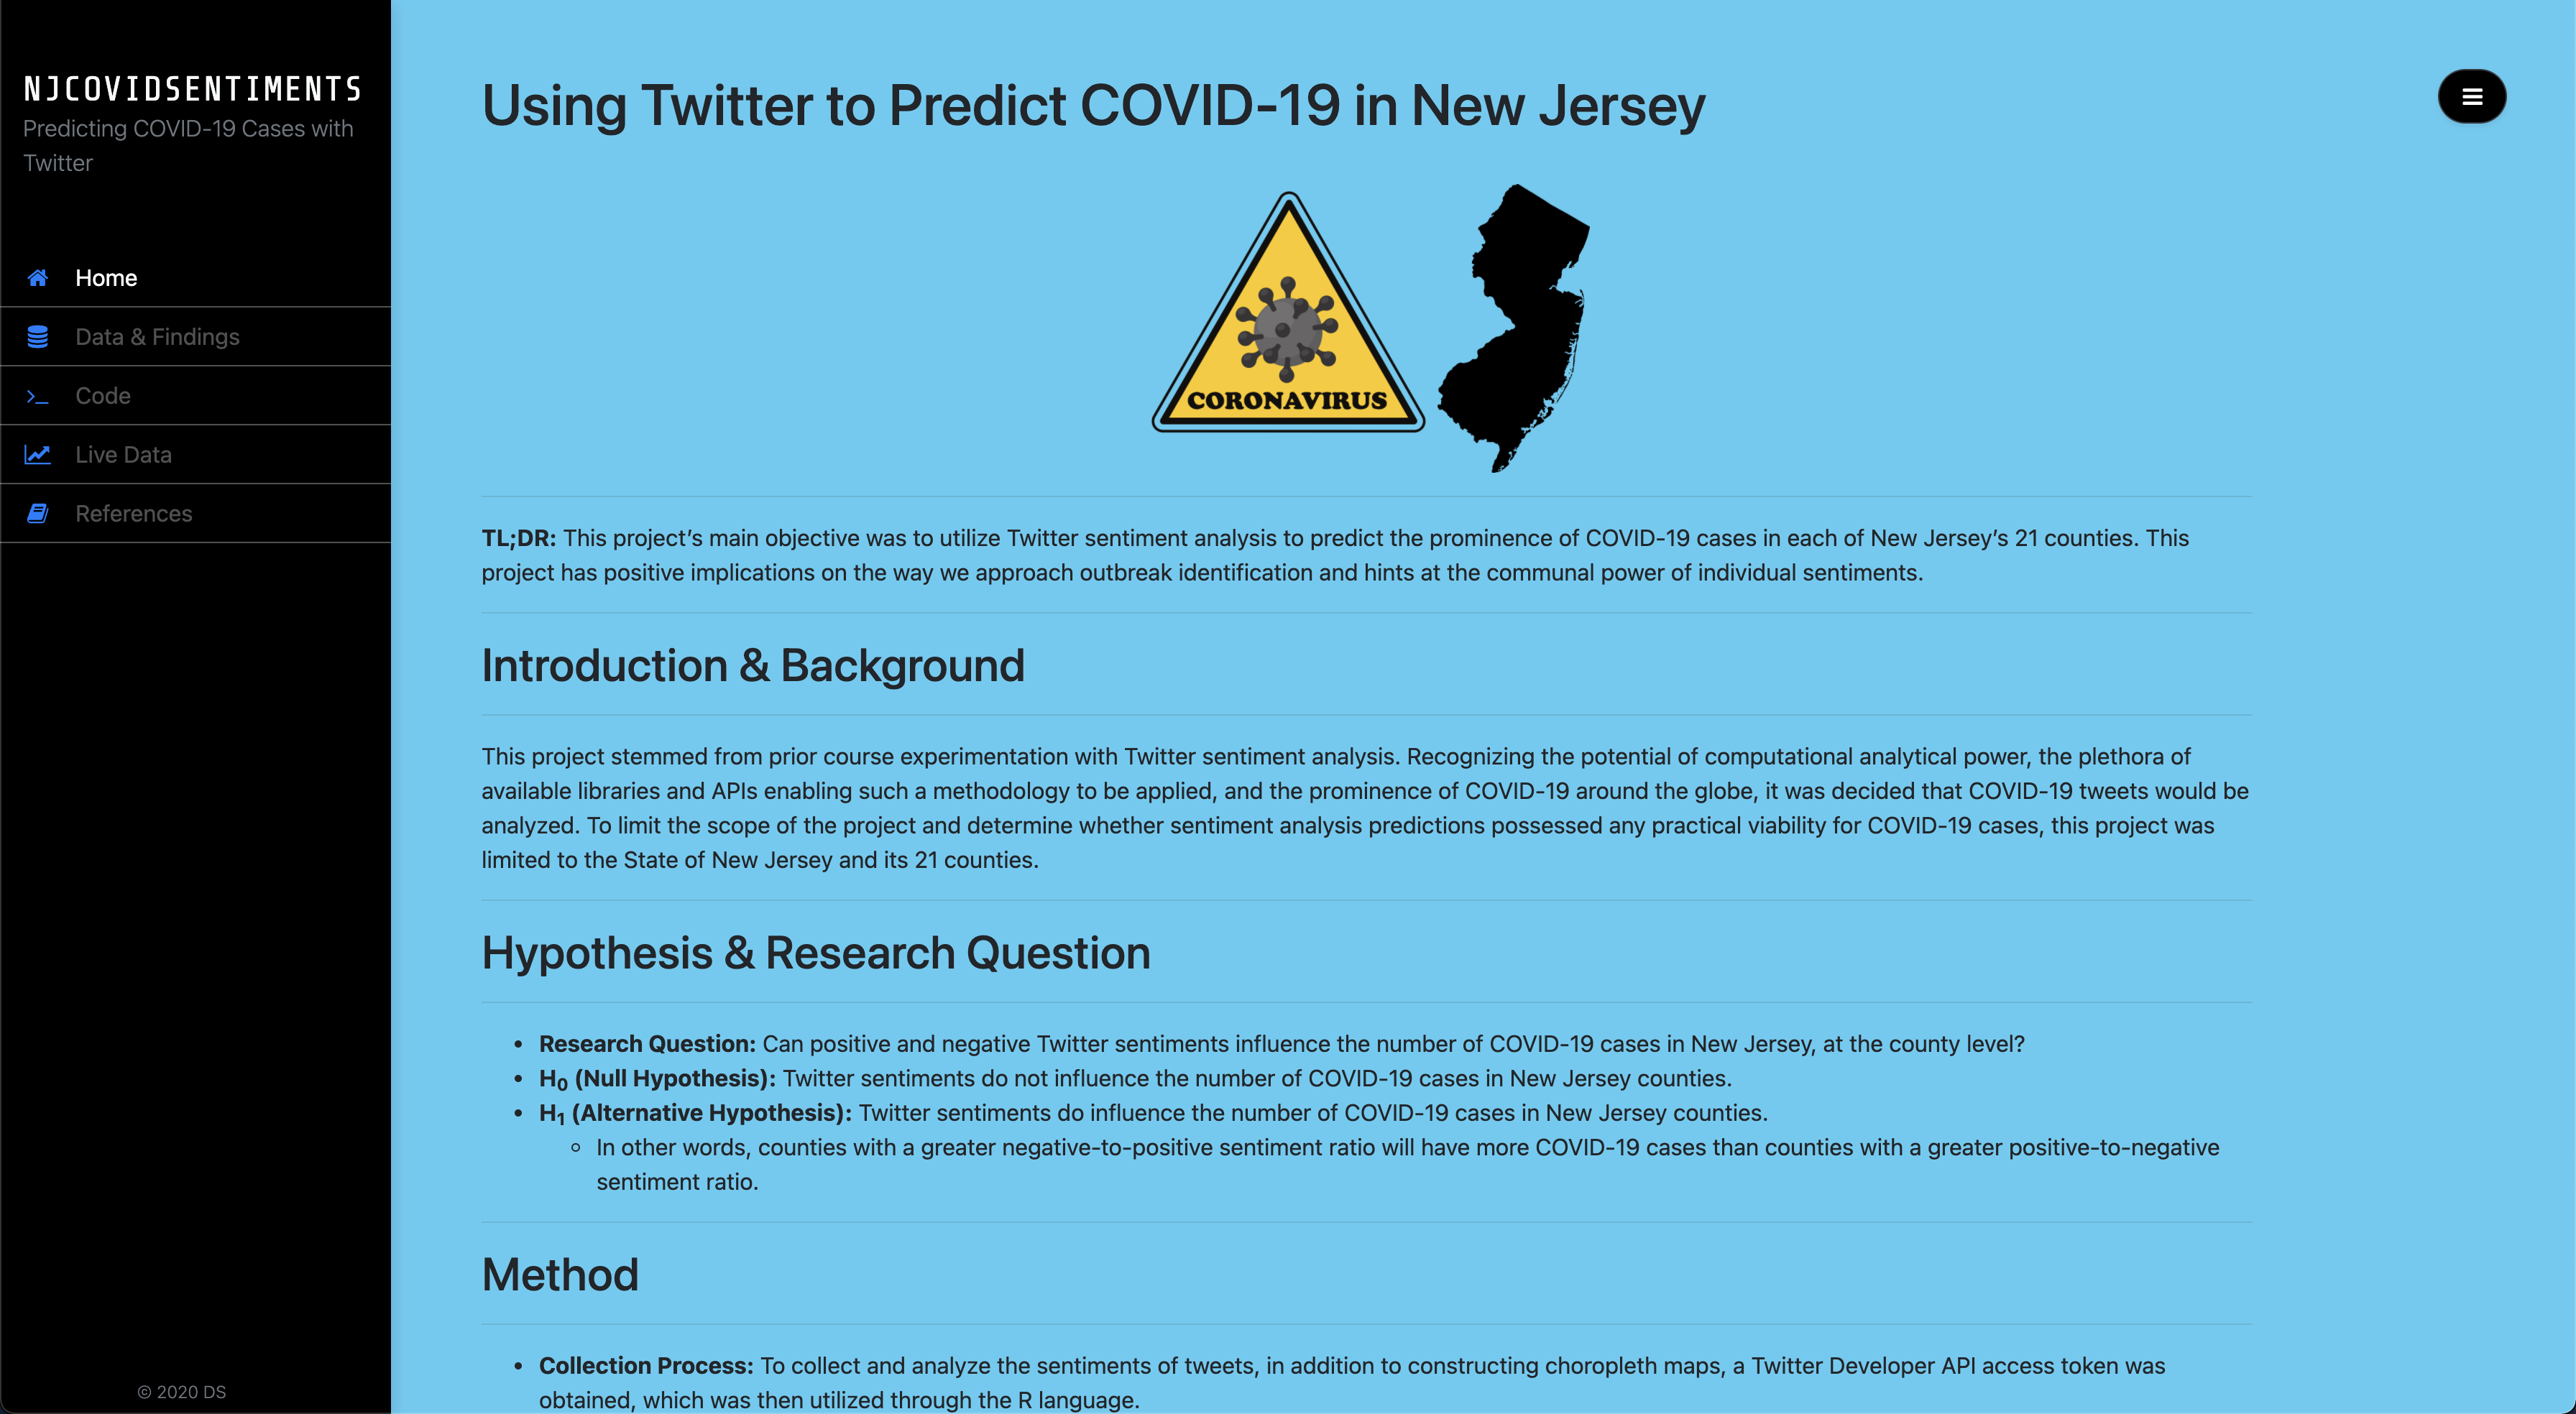 NJCOVIDSENTIMENTS
Predicting COVID-19 Cases with
Twitter
Home
Data & Findings
Code
Live Data
References
© 2020 DS
Using Twitter to Predict COVID-19 in New Jersey
CORONAVIRUS
TL;DR: This project’s main objective was to utilize Twitter sentiment analysis to predict the prominence of COVID-19 cases in each of New Jersey’s 21 counties. This
project has positive implications on the way we approach outbreak identification and hints at the communal power of individual sentiments.
Introduction & Background
This project stemmed from prior course experimentation with Twitter sentiment analysis. Recognizing the potential of computational analytical power, the plethora of
available libraries and APIs enabling such a methodology to be applied, and the prominence of COVID-19 around the globe, it was decided that COVID-19 tweets would be
analyzed. To limit the scope of the project and determine whether sentiment analysis predictions possessed any practical viability for COVID-19 cases, this project was
limited to the State of New Jersey and its 21 counties.
Hypothesis & Research Question
• Research Question: Can positive and negative Twitter sentiments influence the number of COVID-19 cases in New Jersey, at the county level?
• H₀ (Null Hypothesis): Twitter sentiments do not influence the number of COVID-19 cases in New Jersey counties.
• H₁ (Alternative Hypothesis): Twitter sentiments do influence the number of COVID-19 cases in New Jersey counties.
◦ In other words, counties with a greater negative-to-positive sentiment ratio will have more COVID-19 cases than counties with a greater positive-to-negative
sentiment ratio.
Method
• Collection Process: To collect and analyze the sentiments of tweets, in addition to constructing choropleth maps, a Twitter Developer API access token was
obtained, which was then utilized through the R language.